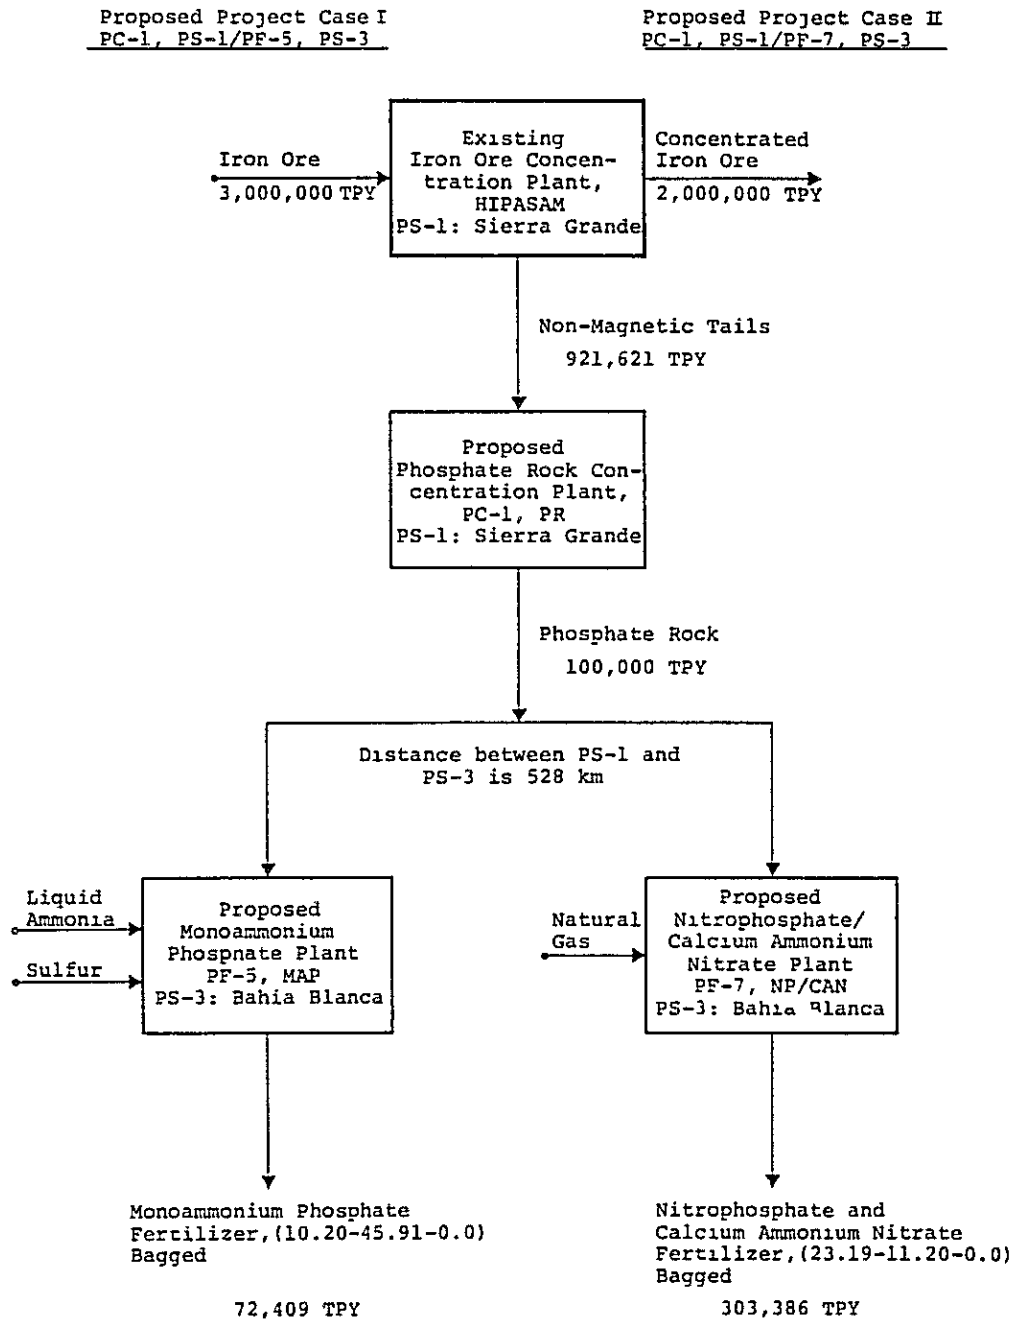 Proposed Project Case I
PC-1, PS-1/PF-5, PS-3
Proposed Project Case II
PC-1, PS-1/PF-7, PS-3
Iron Ore
3,000,000 TPY
Existing
Iron Ore Concen-
tration Plant,
HIPASAM
PS-1: Sierra Grande
Concentrated
Iron Ore
2,000,000 TPY
Non-Magnetic Tails
921,621 TPY
Proposed
Phosphate Rock Con-
centration Plant,
PC-1, PR
PS-1: Sierra Grande
Phosphate Rock
100,000 TPY
Distance between PS-1 and
PS-3 is 528 km
Liquid
Ammonia
Sulfur
Proposed
Monoammonium
Phosphate Plant
PF-5, MAP
PS-3: Bahia Blanca
Natural
Gas
Proposed
Nitrophosphate/
Calcium Ammonium
Nitrate Plant
PF-7, NP/CAN
PS-3: Bahia Blanca
Monoammonium Phosphate
Fertilizer,(10.20-45.91-0.0)
Bagged
72,409 TPY
Nitrophosphate and
Calcium Ammonium Nitrate
Fertilizer,(23.19-11.20-0.0)
Bagged
303,386 TPY